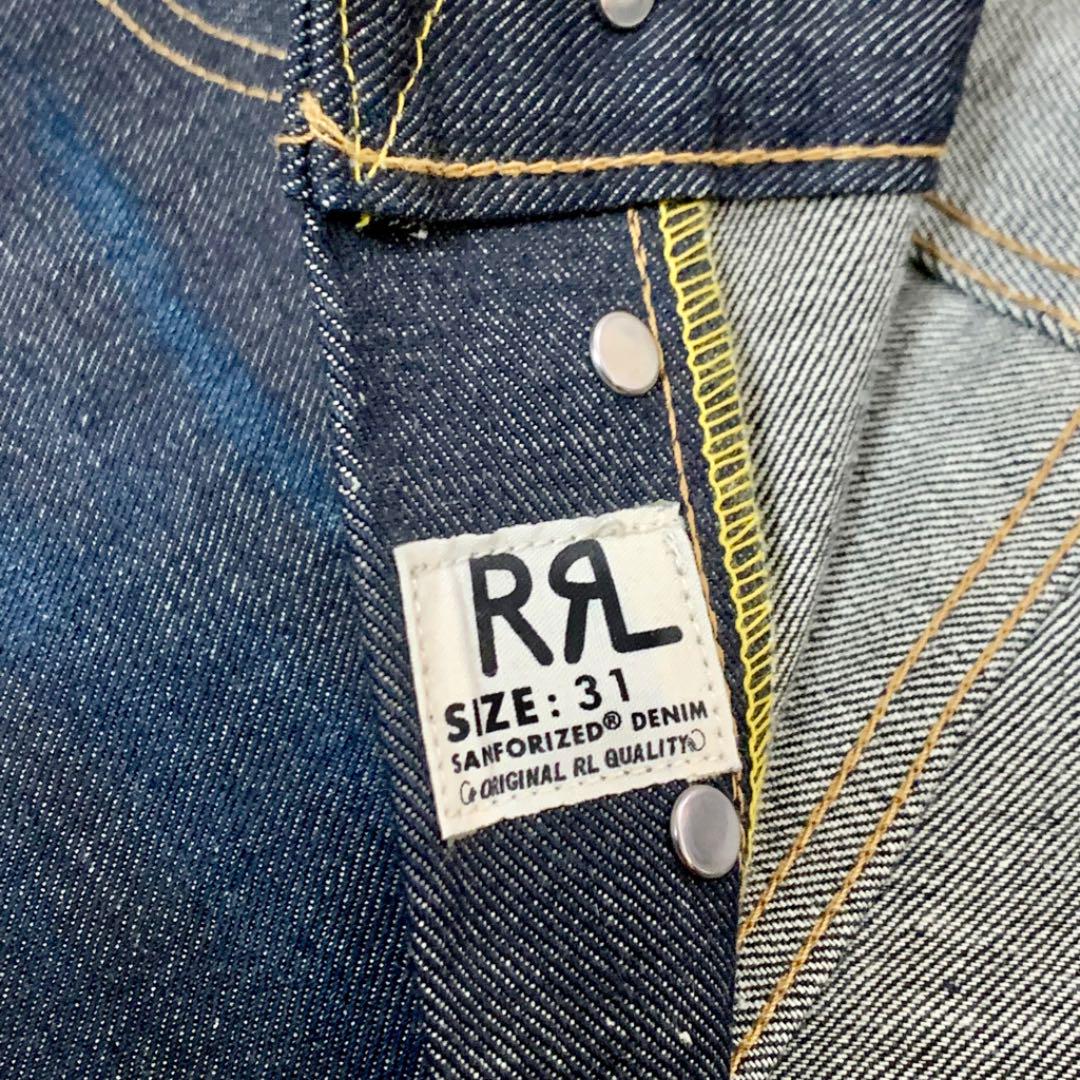 RRL
SIZE: 31
SANFORIZED® DENIM
ORIGINAL RL QUALITY